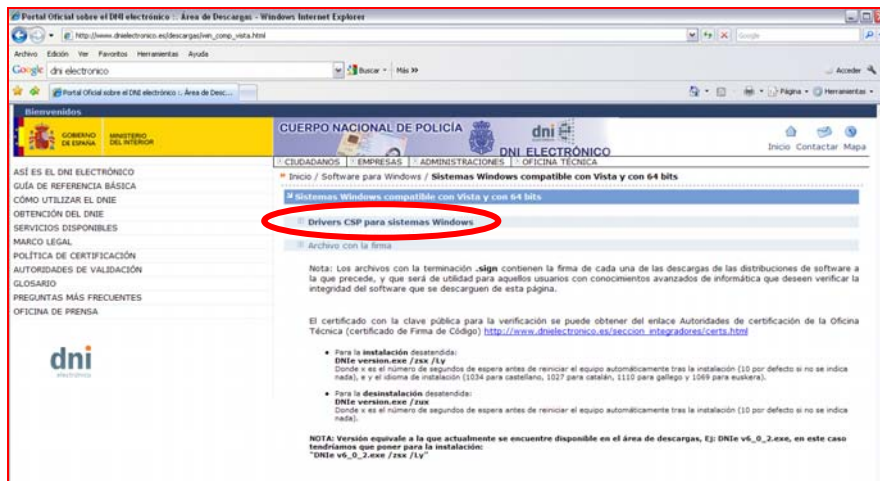 Portal Oficial sobre el DNI electrónico :. Área de Descargas - Windows Internet Explorer
http://www.dnielectronico.es/descargas/win_comp_vista.html
Google
Archivo Edición Ver Favoritos Herramientas Ayuda
Google dni electronico Buscar Más >> Acceder
Portal Oficial sobre el DNI electrónico :. Área de Desc... Página Herramientas
Bienvenidos
GOBIERNO DE ESPAÑA
MINISTERIO DEL INTERIOR
CUERPO NACIONAL DE POLICÍA
dni
DNI ELECTRÓNICO
Inicio Contactar Mapa
CIUDADANOS EMPRESAS ADMINISTRACIONES OFICINA TÉCNICA
ASÍ ES EL DNI ELECTRÓNICO
GUÍA DE REFERENCIA BÁSICA
CÓMO UTILIZAR EL DNIE
OBTENCIÓN DEL DNIE
SERVICIOS DISPONIBLES
MARCO LEGAL
POLÍTICA DE CERTIFICACIÓN
AUTORIDADES DE VALIDACIÓN
GLOSARIO
PREGUNTAS MÁS FRECUENTES
OFICINA DE PRENSA
dni
electrónico
Inicio / Software para Windows / Sistemas Windows compatible con Vista y con 64 bits
Sistemas Windows compatible con Vista y con 64 bits
Drivers CSP para sistemas Windows
Archivo con la firma
Nota: Los archivos con la terminación .sign contienen la firma de cada una de las descargas de las distribuciones de software a
la que precede, y que será de utilidad para aquellos usuarios con conocimientos avanzados de informática que deseen verificar la
integridad del software que se descarguen de esta página.
El certificado con la clave pública para la verificación se puede obtener del enlace Autoridades de certificación de la Oficina
Técnica (certificado de Firma de Código) http://www.dnielectronico.es/seccion_integradores/certs.html
• Para la instalación desatendida:
DNIe version.exe /zsx /Ly
Donde x es el número de segundos de espera antes de reiniciar el equipo automáticamente tras la instalación (10 por defecto si no se indica
nada), e y el idioma de instalación (1034 para castellano, 1027 para catalán, 1110 para gallego y 1069 para euskera).
• Para la desinstalación desatendida:
DNIe version.exe /zux
Donde x es el número de segundos de espera antes de reiniciar el equipo automáticamente tras la instalación (10 por defecto si no se indica
nada).
NOTA: Versión equivale a la que actualmente se encuentre disponible en el área de descargas, Ej: DNIe v6_0_2.exe, en este caso
tendríamos que poner para la instalación:
"DNIe v6_0_2.exe /zsx /Ly"